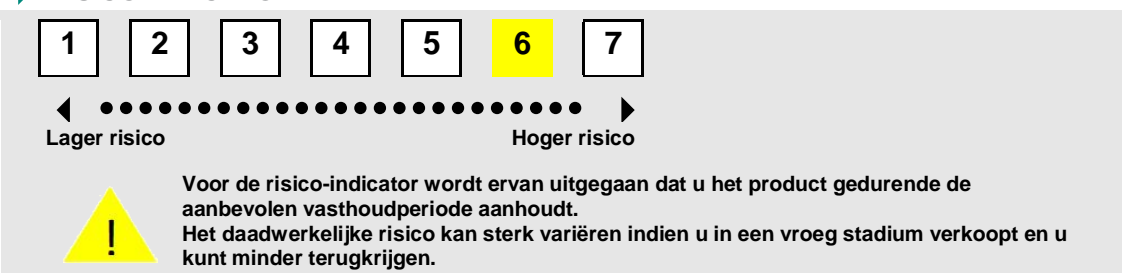 1 2 3 4 5 6 7
Lager risico Hoger risico
!
Voor de risico-indicator wordt ervan uitgegaan dat u het product gedurende de
aanbevolen vasthoudperiode aanhoudt.
Het daadwerkelijke risico kan sterk variëren indien u in een vroeg stadium verkoopt en u
kunt minder terugkrijgen.